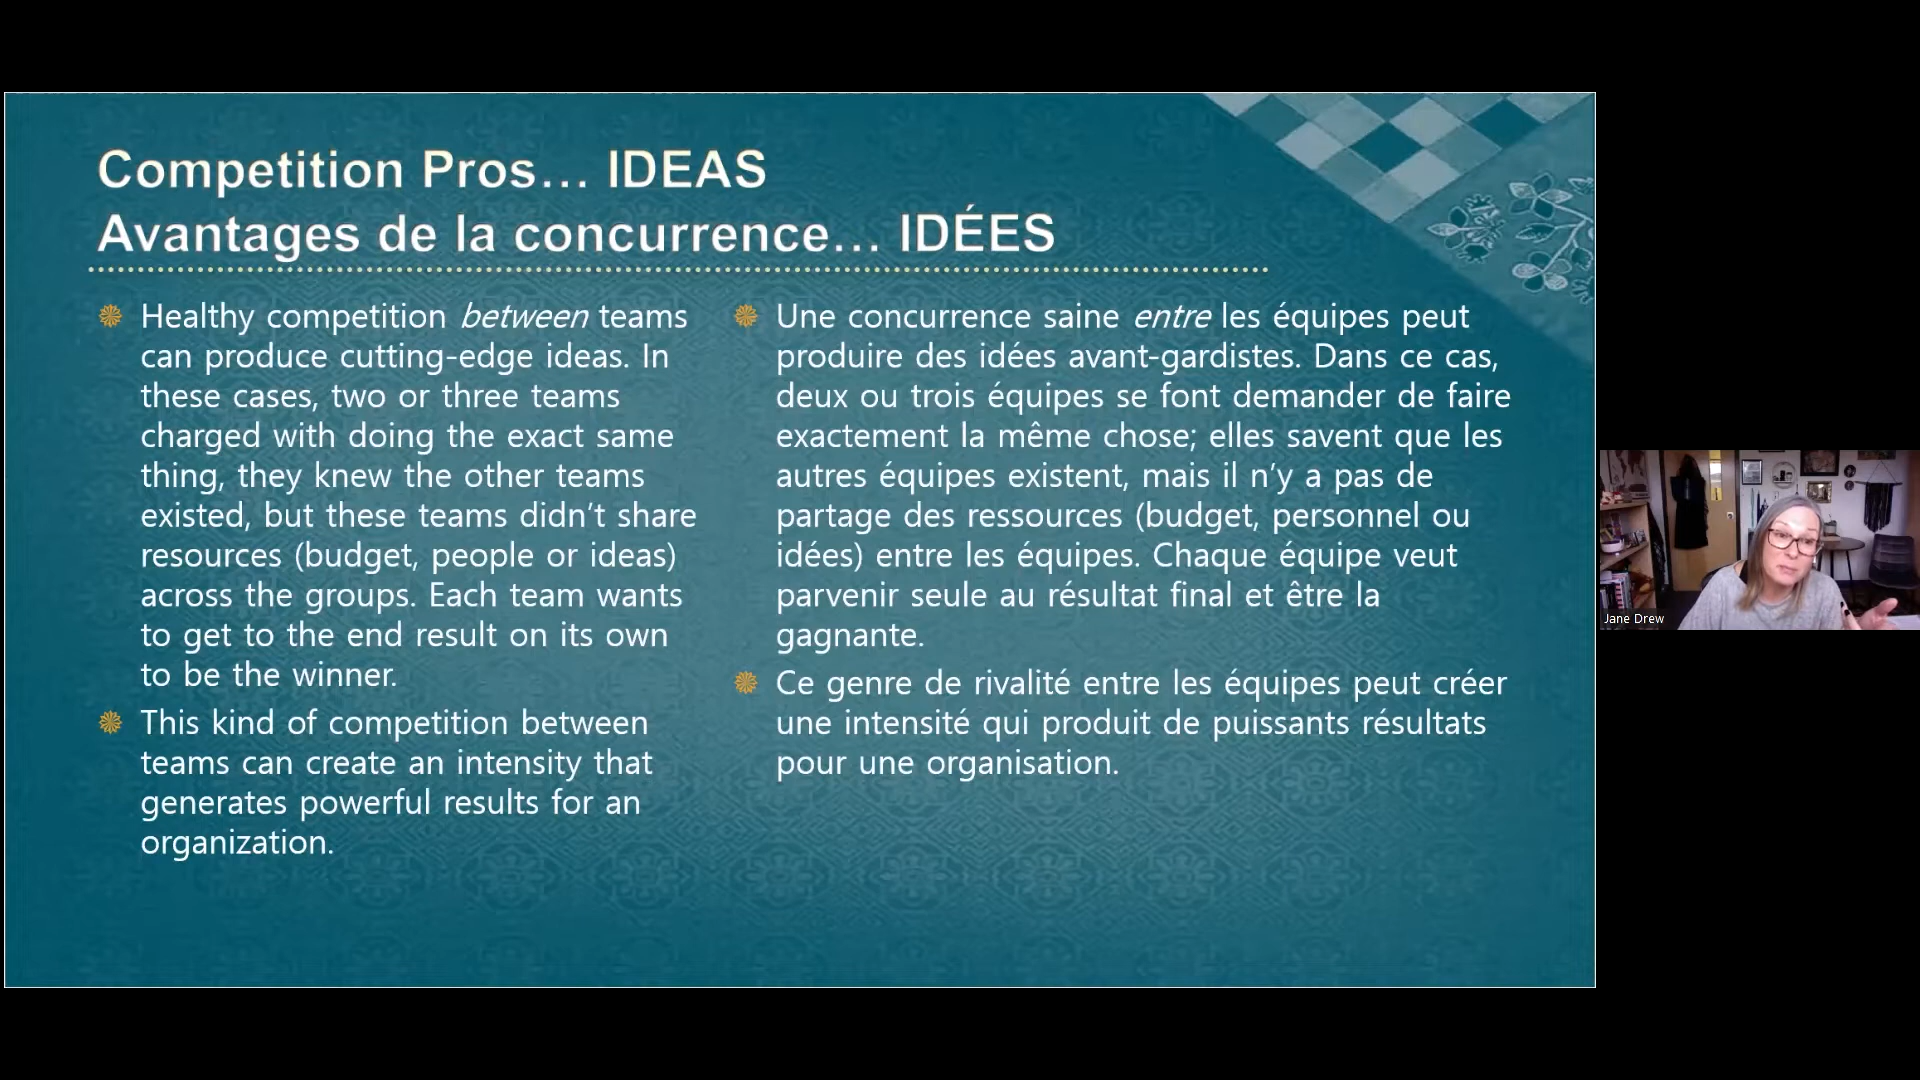 Competition Pros… IDEAS
Avantages de la concurrence… IDÉES
Healthy competition between teams
can produce cutting-edge ideas. In
these cases, two or three teams
charged with doing the exact same
thing, they knew the other teams
existed, but these teams didn’t share
resources (budget, people or ideas)
across the groups. Each team wants
to get to the end result on its own
to be the winner.
This kind of competition between
teams can create an intensity that
generates powerful results for an
organization.
Une concurrence saine entre les équipes peut
produire des idées avant-gardistes. Dans ce cas,
deux ou trois équipes se font demander de faire
exactement la même chose; elles savent que les
autres équipes existent, mais il n’y a pas de
partage des ressources (budget, personnel ou
idées) entre les équipes. Chaque équipe veut
parvenir seule au résultat final et être la
gagnante.
Ce genre de rivalité entre les équipes peut créer
une intensité qui produit de puissants résultats
pour une organisation.
Jane Drew